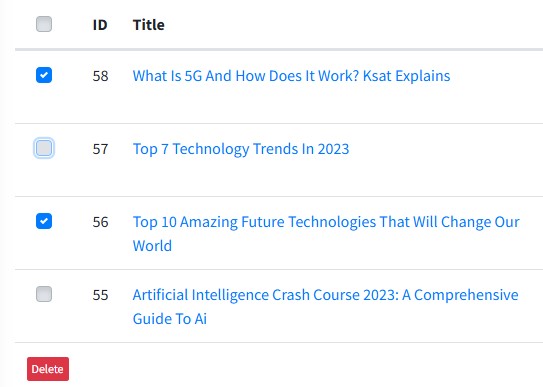 ID Title
58 What Is 5G And How Does It Work? Ksat Explains
57 Top 7 Technology Trends In 2023
56 Top 10 Amazing Future Technologies That Will Change Our
World
55 Artificial Intelligence Crash Course 2023: A Comprehensive
Guide To Ai
Delete